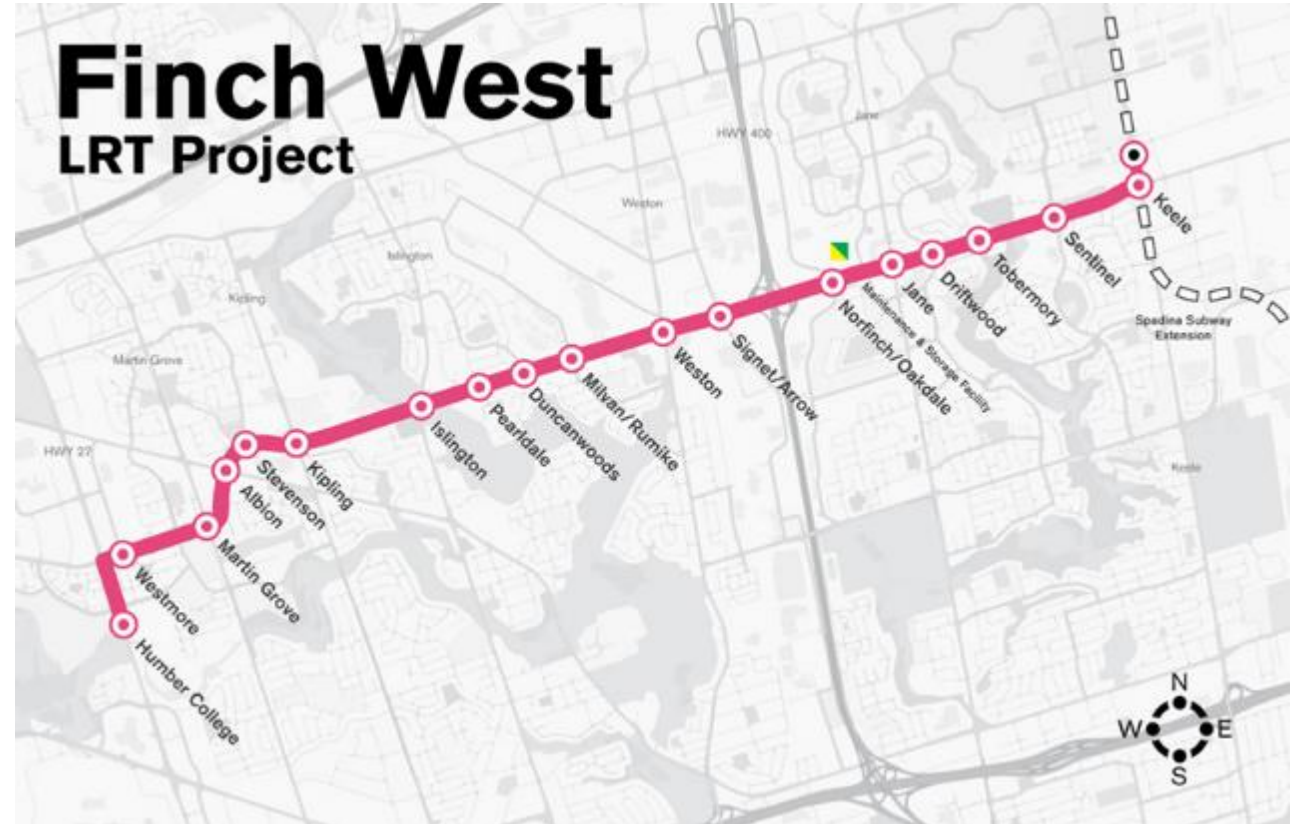 Finch West
LRT Project
HWY 400
Jane
Weston
Islington
Kipling
Martin Grove
HWY 27
Keele
Keele
Sentinel
Tobermory
Driftwood
Jane
Maintenance & Storage Facility
Norfinch/Oakdale
Signet/Arrow
Weston
Milvan/Rumike
Duncanwoods
Pearldale
Islington
Kipling
Stevenson
Albion
Martin Grove
Westmore
Humber College
Spadina Subway
Extension
N
W E
S